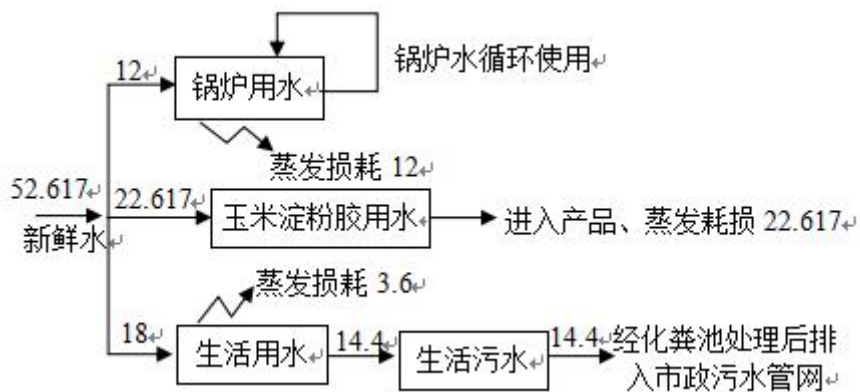 锅炉水循环使用
12
锅炉用水
蒸发损耗 12
52.617
新鲜水
22.617
玉米淀粉胶用水
进入产品、蒸发耗损 22.617
蒸发损耗 3.6
18
生活用水
14.4
生活污水
14.4
经化粪池处理后排
入市政污水管网